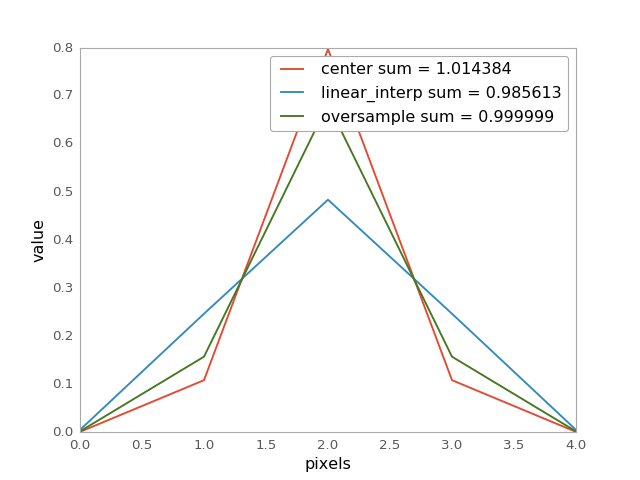 0.8
center sum = 1.014384
linear_interp sum = 0.985613
oversample sum = 0.999999
0.7
0.6
0.5
0.4
0.3
0.2
0.1
0.0
value
0.0 0.5 1.0 1.5 2.0 2.5 3.0 3.5 4.0
pixels